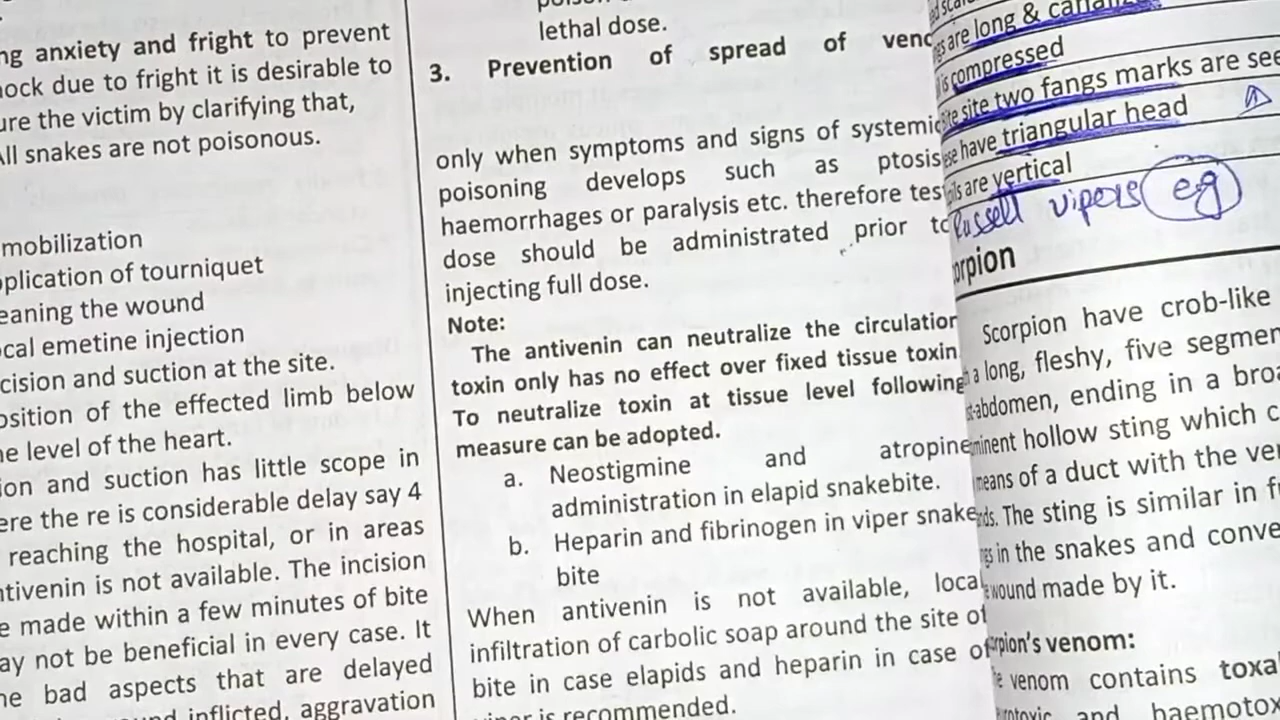 anxiety and fright to prevent
due to fright it is desirable to
the victim by clarifying that,
All snakes are not poisonous.
mobilization
plication of tourniquet
eaning the wound
cal emetine injection
cision and suction at the site.
osition of the effected limb below
level of the heart.
ion and suction has little scope in
ere the re is considerable delay say 4
reaching the hospital, or in areas
ntivenin is not available. The incision
made within a few minutes of bite
ay not be beneficial in every case. It
bad aspects that are delayed
inflicted, aggravation
lethal dose.
3. Prevention of spread of veno
only when symptoms and signs of systemic
poisoning develops such as ptosis
haemorrhages or paralysis etc. therefore tes
dose should be administrated prior to
injecting full dose.
Note:
The antivenin can neutralize the circulation
toxin only has no effect over fixed tissue toxin
To neutralize toxin at tissue level following
measure can be adopted.
a. Neostigmine and atropine
administration in elapid snakebite.
b. Heparin and fibrinogen in viper snake
bite
When antivenin is not available, local
infiltration of carbolic soap around the site of
bite in case elapids and heparin in case of
is recommended.
are long &
is compressed
site two fangs marks are see
have triangular head
are vertical
Russell vipers eg
orpion
Scorpion have crob-like
a long, fleshy, five segmen
abdomen, ending in a broa
minent hollow sting which c
means of a duct with the ve
The sting is similar in f
in the snakes and conve
wound made by it.
rpion's venom:
venom contains toxa
and haemotox